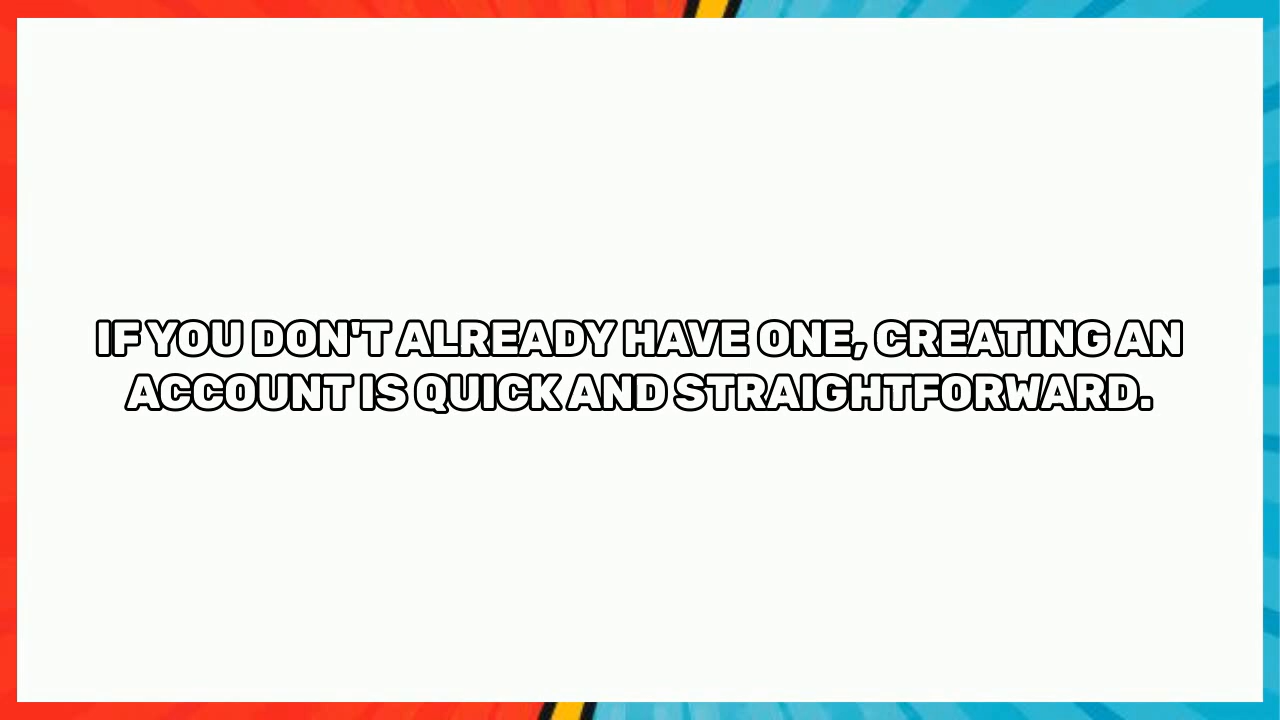 IF YOU DON'T ALREADY HAVE ONE, CREATING AN
ACCOUNT IS QUICK AND STRAIGHTFORWARD.